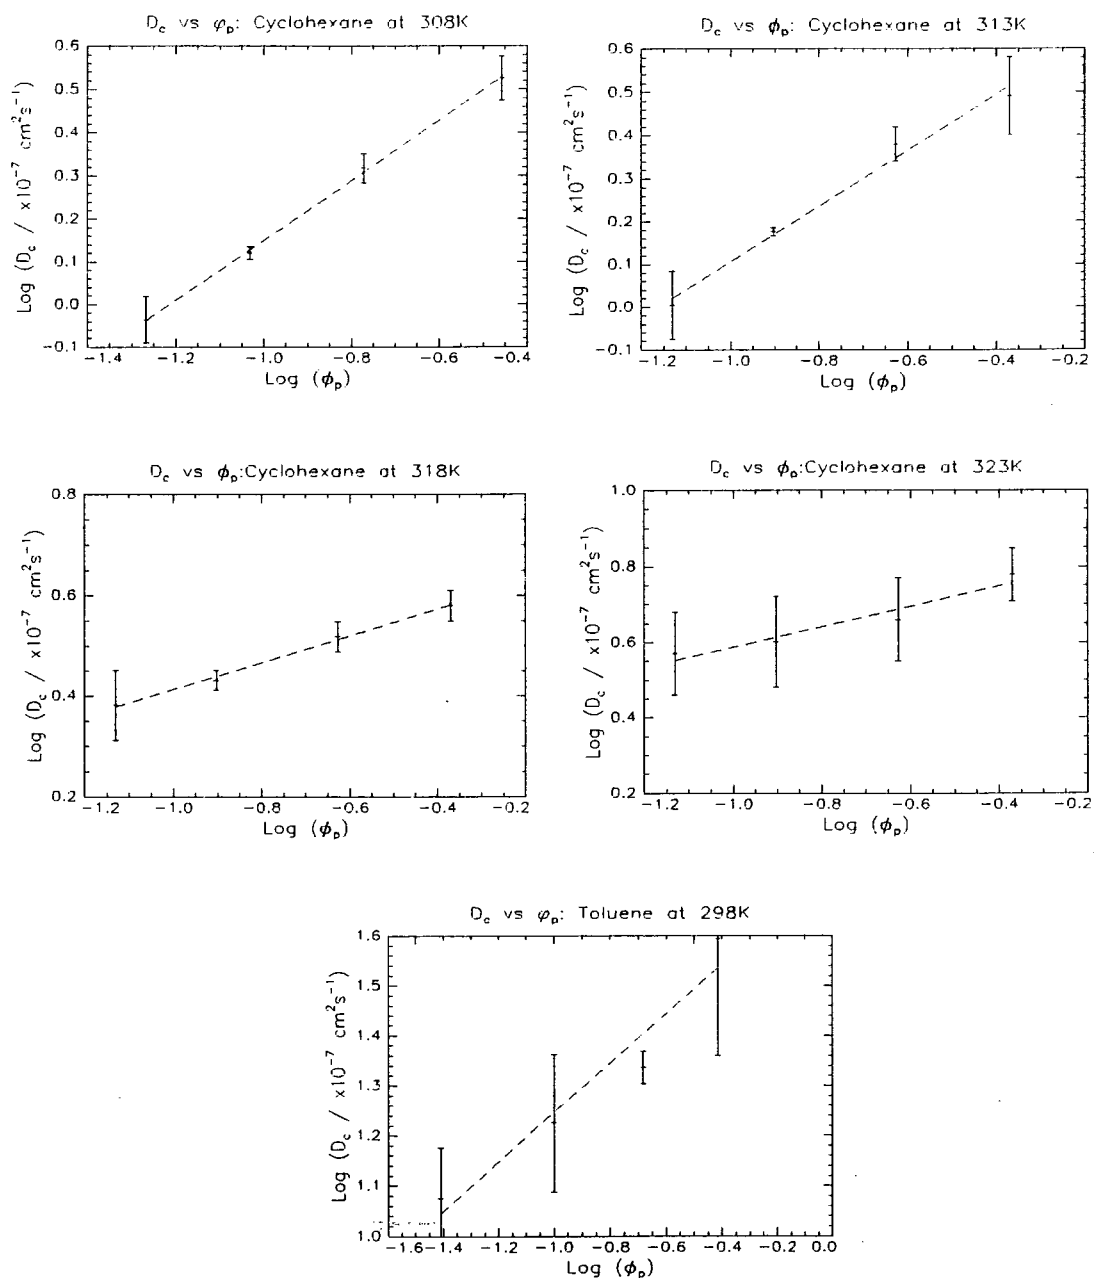 D_c vs φ_p: Cyclohexane at 308K
0.6
0.5
0.4
0.3
0.2
0.1
0.0
−0.1
Log (D_c / x10^−7 cm^2s^−1)
−1.4 −1.2 −1.0 −0.8 −0.6 −0.4
Log (ϕ_p)
D_c vs ϕ_p: Cyclohexane at 313K
0.6
0.5
0.4
0.3
0.2
0.1
0.0
−0.1
Log (D_c / x10^−7 cm^2s^−1)
−1.2 −1.0 −0.8 −0.6 −0.4 −0.2
Log (ϕ_p)
D_c vs ϕ_p:Cyclohexane at 318K
0.8
0.6
0.4
0.2
Log (D_c / x10^−7 cm^2s^−1)
−1.2 −1.0 −0.8 −0.6 −0.4 −0.2
Log (ϕ_p)
D_c vs ϕ_p:Cyclohexane at 323K
1.0
0.8
0.6
0.4
0.2
Log (D_c / x10^−7 cm^2s^−1)
−1.2 −1.0 −0.8 −0.6 −0.4 −0.2
Log (ϕ_p)
D_c vs φ_p: Toluene at 298K
1.6
1.5
1.4
1.3
1.2
1.1
1.0
Log (D_c / x10^−7 cm^2s^−1)
−1.6−1.4−1.2−1.0−0.8−0.6−0.4−0.2 0.0
Log (ϕ_p)